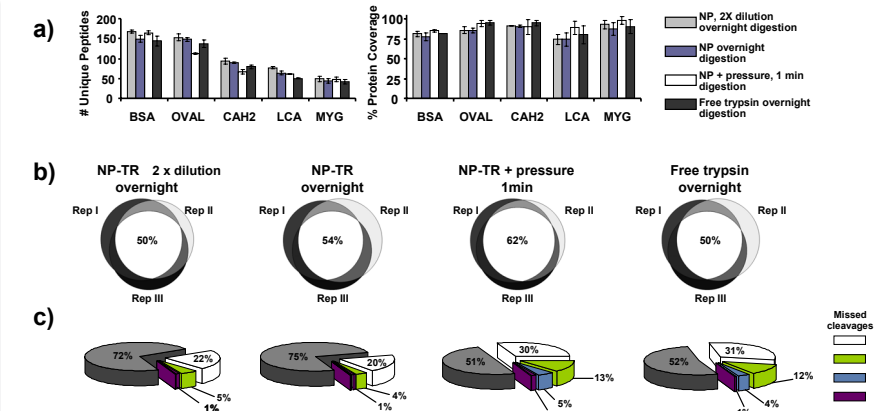 a)
# Unique Peptides
200
150
100
50
0
BSA OVAL CAH2 LCA MYG
% Protein Coverage
100
75
50
25
0
BSA OVAL CAH2 LCA MYG
NP, 2X dilution
overnight digestion
NP overnight
digestion
NP + pressure, 1 min
digestion
Free trypsin overnight
digestion
b)
NP-TR 2 x dilution
overnight
Rep I
Rep II
50%
Rep III
NP-TR
overnight
Rep I
Rep II
54%
Rep III
NP-TR + pressure
1min
Rep I
Rep II
62%
Rep III
Free trypsin
overnight
Rep I
Rep II
50%
Rep III
c)
72%
22%
5%
1%
75%
20%
4%
1%
51%
30%
13%
5%
52%
31%
12%
4%
Missed
cleavages